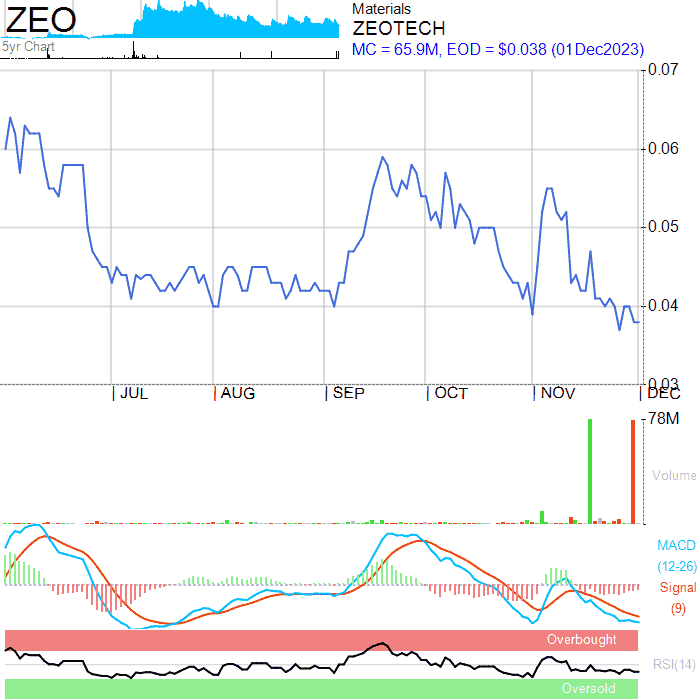 ZEO
5yr Chart
Materials
ZEOTECH
MC = 65.9M, EOD = $0.038 (01Dec2023)
0.07
0.06
0.05
0.04
0.03
JUL AUG SEP OCT NOV DEC
78M
Volume
MACD
(12-26)
Signal
(9)
Overbought
RSI(14)
Oversold